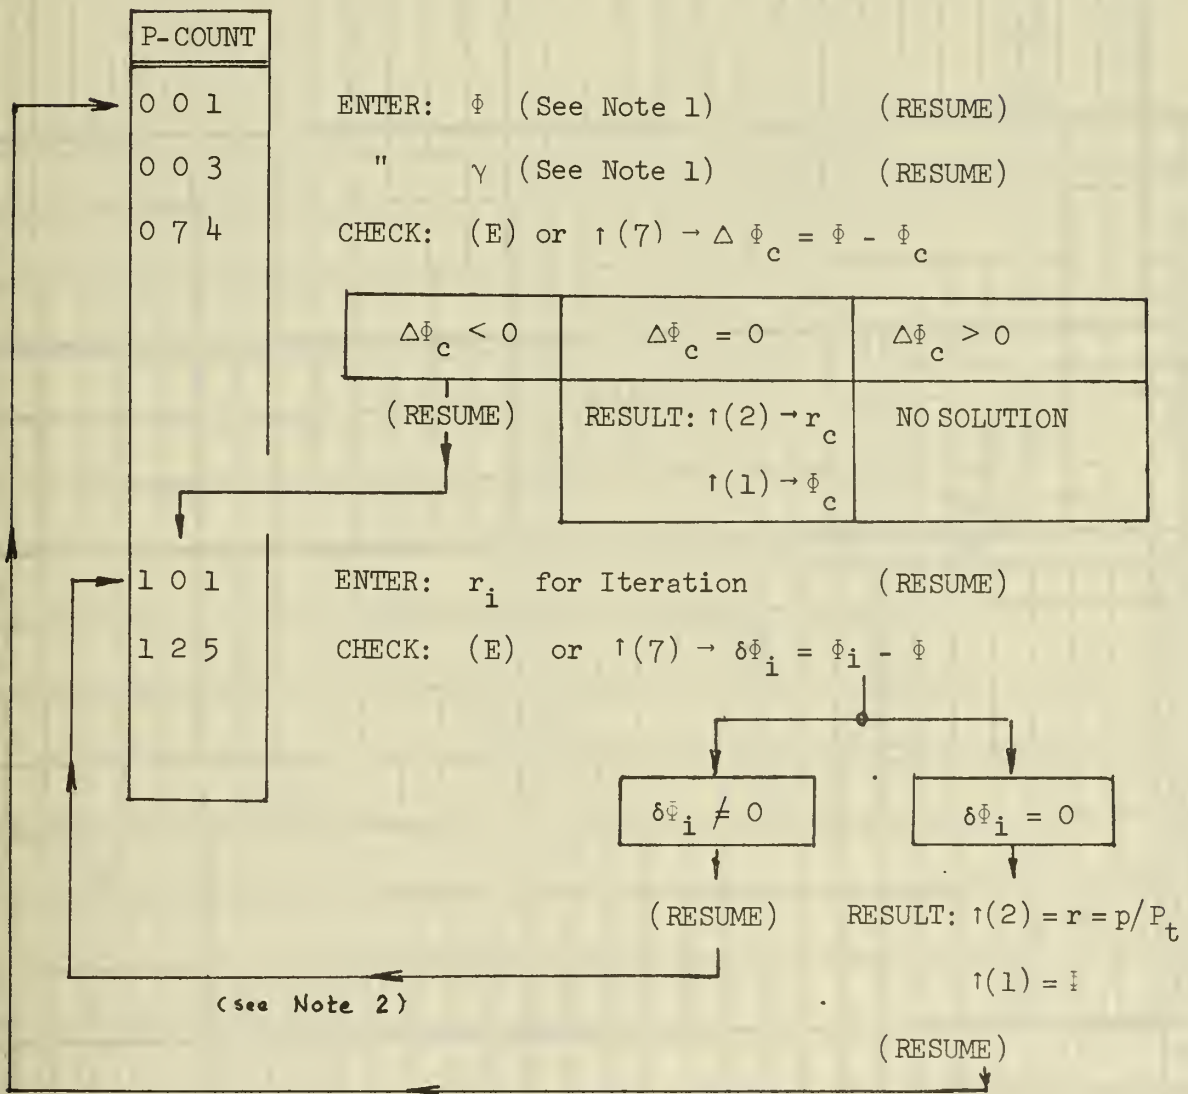 P-COUNT
0 0 1 ENTER: Φ (See Note 1) (RESUME)
0 0 3 " γ (See Note 1) (RESUME)
0 7 4 CHECK: (E) or ↑(7) → Δ Φc = Φ - Φc
ΔΦc < 0 ΔΦc = 0 ΔΦc > 0
(RESUME) RESULT: ↑(2) → rc NO SOLUTION
↑(1) → Φc
1 0 1 ENTER: ri for Iteration (RESUME)
1 2 5 CHECK: (E) or ↑(7) → δΦi = Φi - Φ
δΦi ≠ 0 δΦi = 0
(RESUME) RESULT: ↑(2) = r = p/Pt
(see Note 2) ↑(1) = Φ
(RESUME)